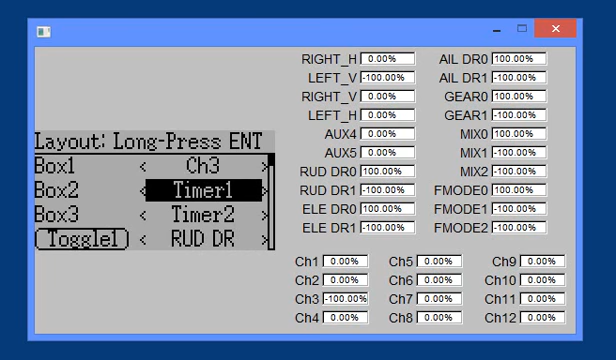 RIGHT_H 0.00% AIL DR0 100.00%
LEFT_V -100.00% AIL DR1 -100.00%
RIGHT_V 0.00% GEAR0 100.00%
LEFT_H 0.00% GEAR1 -100.00%
AUX4 0.00% MIX0 100.00%
AUX5 0.00% MIX1 -100.00%
RUD DR0 100.00% MIX2 -100.00%
RUD DR1 -100.00% FMODE0 100.00%
ELE DR0 100.00% FMODE1 -100.00%
ELE DR1 -100.00% FMODE2 -100.00%
Layout: Long-Press ENT
Box1 < Ch3 >
Box2 < Timer1 >
Box3 < Timer2 >
Toggle1 < RUD DR >
Ch1 0.00% Ch5 0.00% Ch9 0.00%
Ch2 0.00% Ch6 0.00% Ch10 0.00%
Ch3 -100.00% Ch7 0.00% Ch11 0.00%
Ch4 0.00% Ch8 0.00% Ch12 0.00%